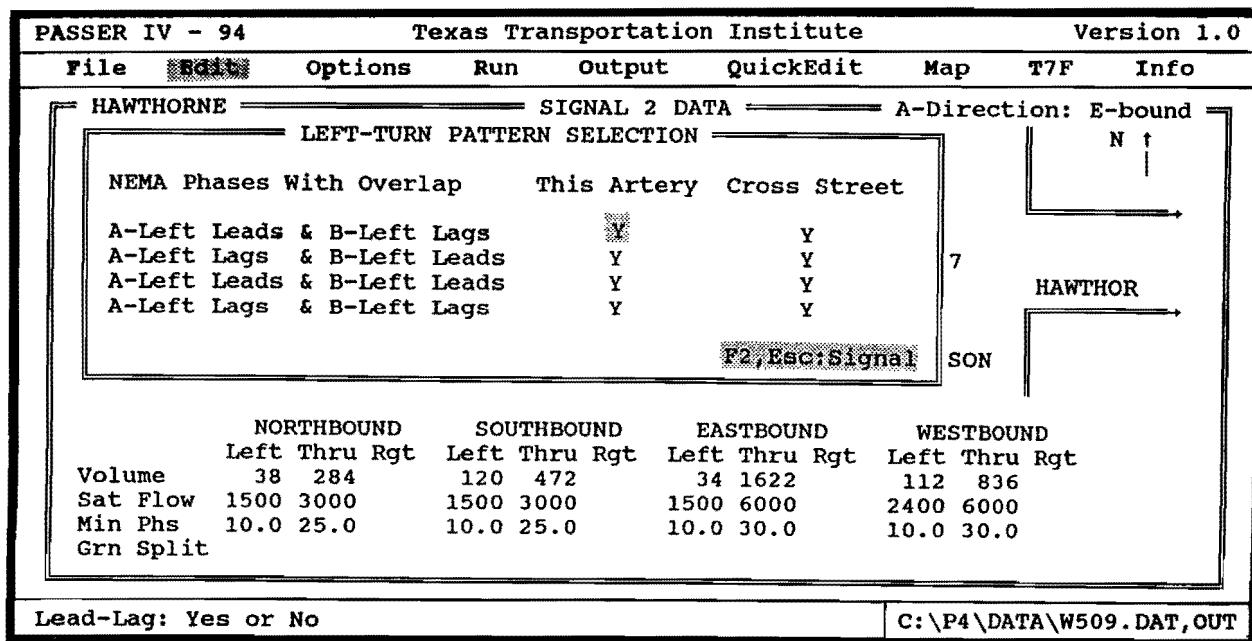 PASSER IV - 94 Texas Transportation Institute Version 1.0
File Edit Options Run Output QuickEdit Map T7F Info
HAWTHORNE SIGNAL 2 DATA A-Direction: E-bound
LEFT-TURN PATTERN SELECTION
N
NEMA Phases With Overlap This Artery Cross Street
A-Left Leads & B-Left Lags Y Y
A-Left Lags & B-Left Leads Y Y
7
A-Left Leads & B-Left Leads Y Y
HAWTHOR
A-Left Lags & B-Left Lags Y Y
F2,Esc:Signal
SON
NORTHBOUND SOUTHBOUND EASTBOUND WESTBOUND
Left Thru Rgt Left Thru Rgt Left Thru Rgt Left Thru Rgt
Volume 38 284 120 472 34 1622 112 836
Sat Flow 1500 3000 1500 3000 1500 6000 2400 6000
Min Phs 10.0 25.0 10.0 25.0 10.0 30.0 10.0 30.0
Grn Split
Lead-Lag: Yes or No C:\P4\DATA\W509.DAT,OUT